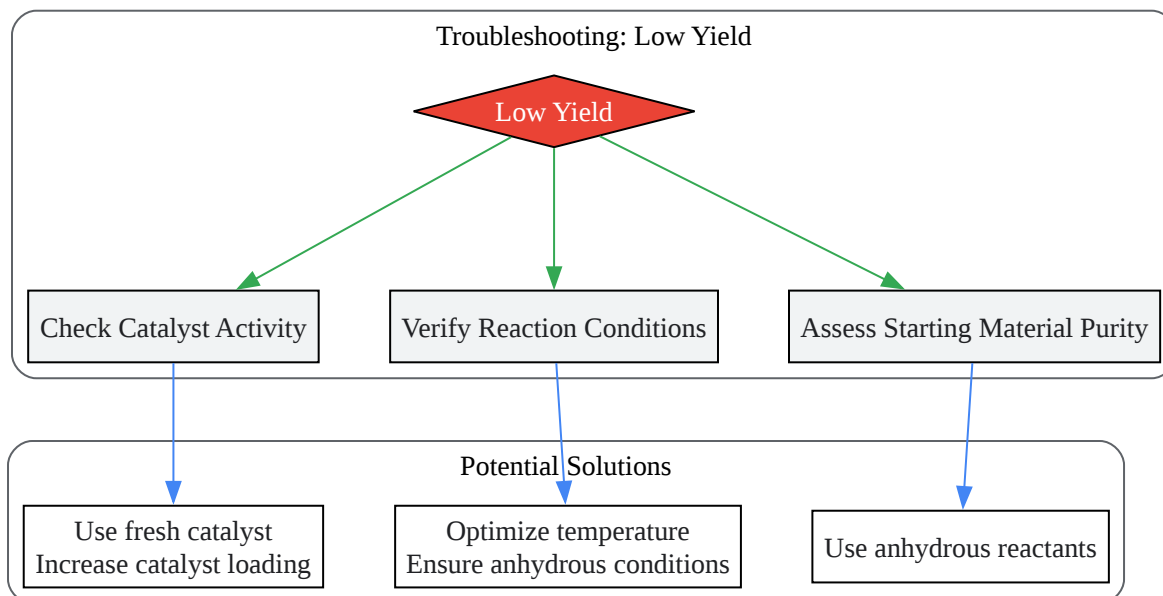 Troubleshooting: Low Yield
Low Yield
Check Catalyst Activity
Verify Reaction Conditions
Assess Starting Material Purity
Potential Solutions
Use fresh catalyst
Increase catalyst loading
Optimize temperature
Ensure anhydrous conditions
Use anhydrous reactants